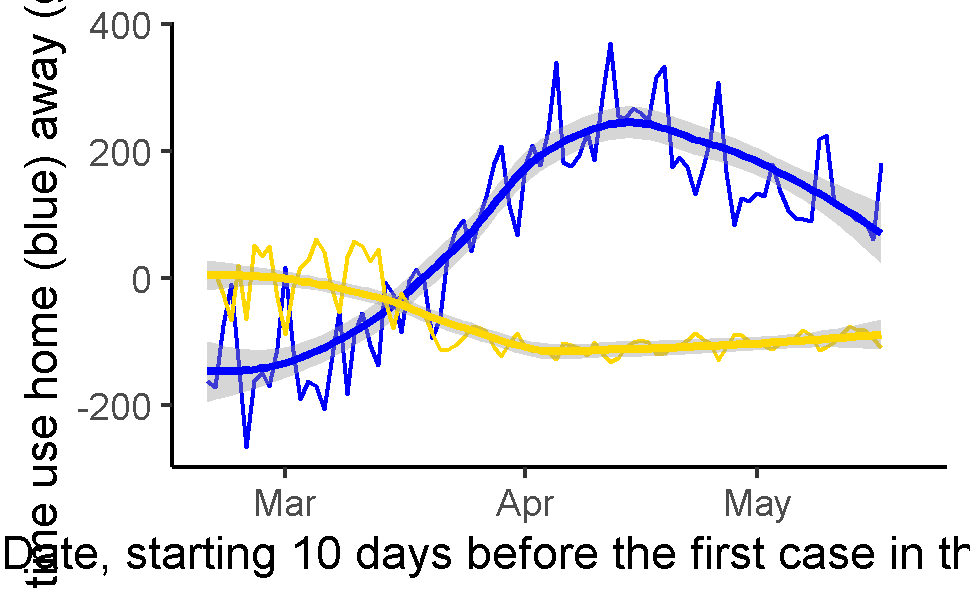 time use home (blue) away (
400
200
0
-200
Mar Apr May
Date, starting 10 days before the first case in th